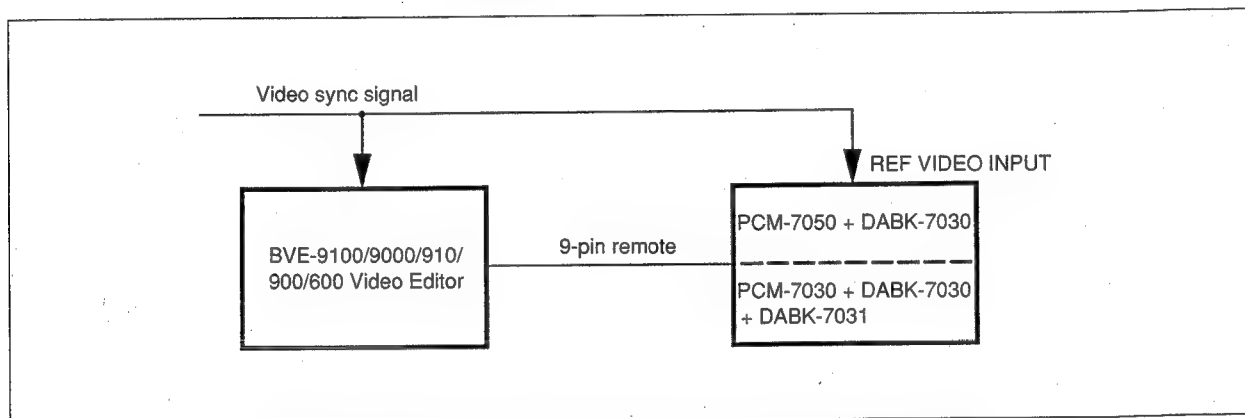 Video sync signal
REF VIDEO INPUT
BVE-9100/9000/910/
900/600 Video Editor
9-pin remote
PCM-7050 + DABK-7030
PCM-7030 + DABK-7030
+ DABK-7031